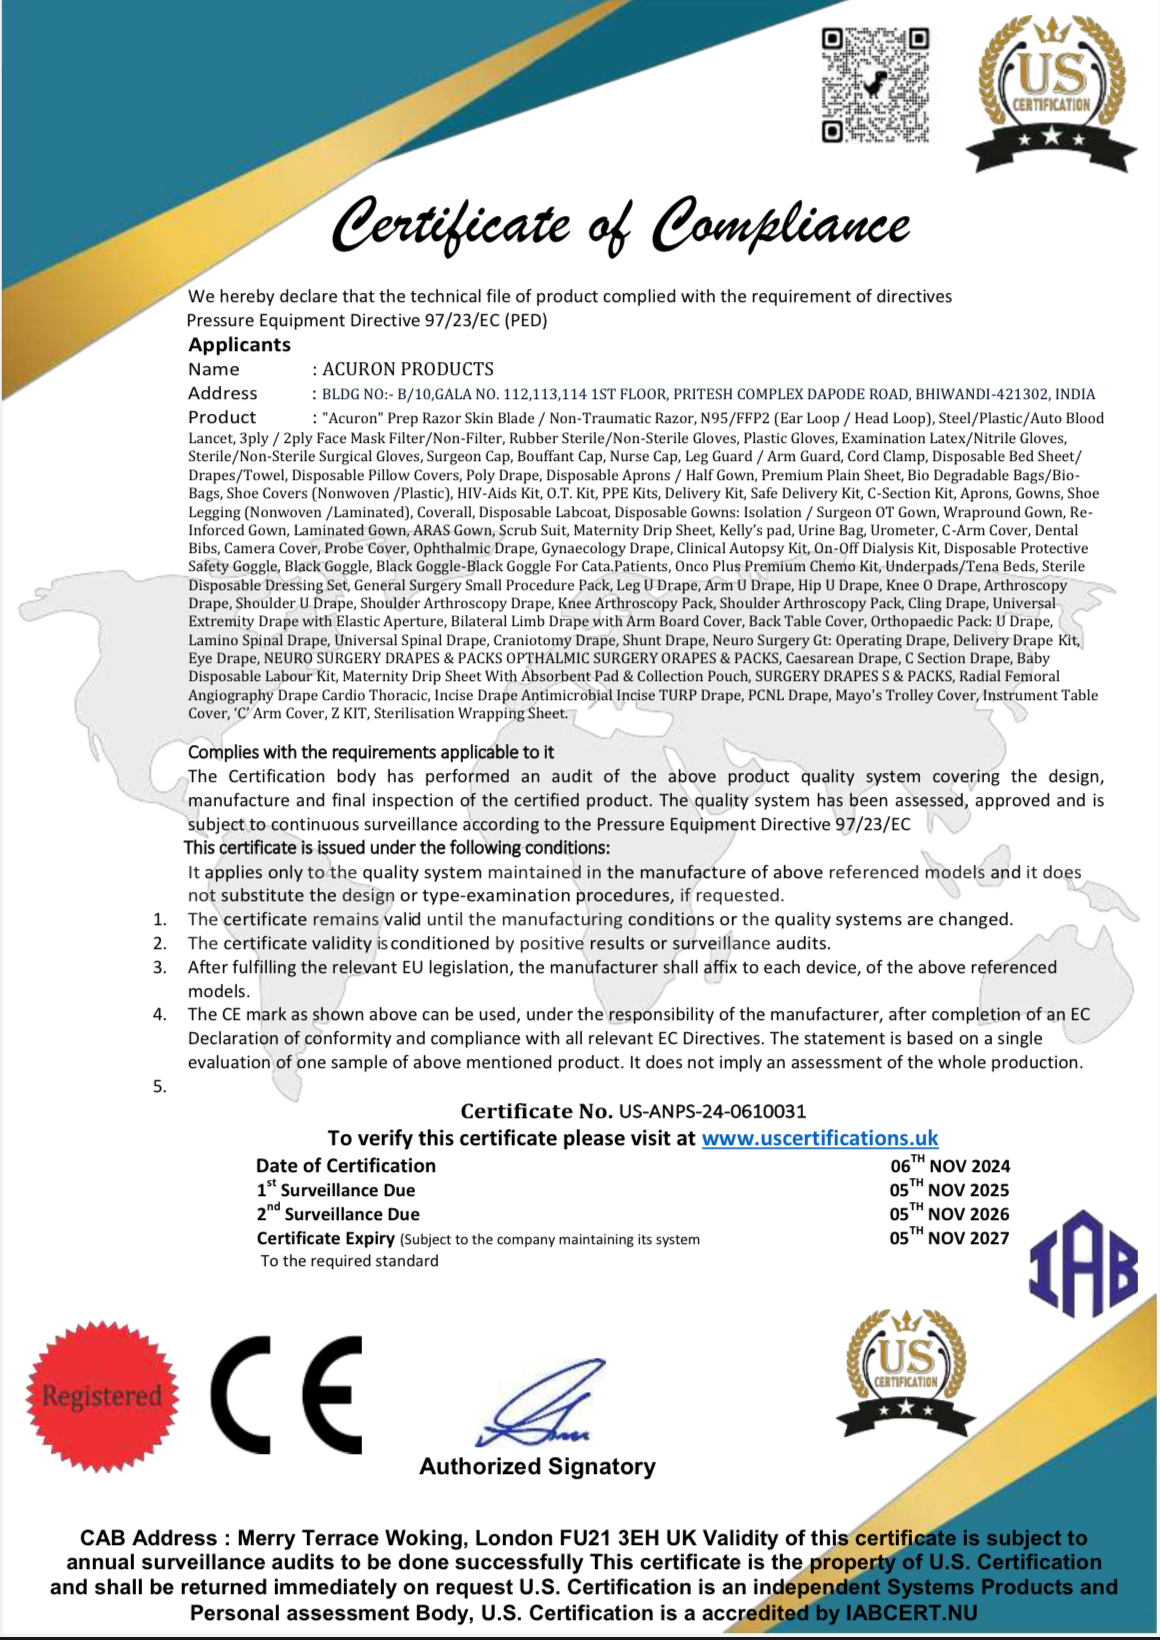 US
CERTIFICATION
Certificate of Compliance
We hereby declare that the technical file of product complied with the requirement of directives
Pressure Equipment Directive 97/23/EC (PED)
Applicants
Name : ACURON PRODUCTS
Address : BLDG NO:- B/10,GALA NO. 112,113,114 1ST FLOOR, PRITESH COMPLEX DAPODE ROAD, BHIWANDI-421302, INDIA
Product : "Acuron" Prep Razor Skin Blade / Non-Traumatic Razor, N95/FFP2 (Ear Loop / Head Loop), Steel/Plastic/Auto Blood
Lancet, 3ply / 2ply Face Mask Filter/Non-Filter, Rubber Sterile/Non-Sterile Gloves, Plastic Gloves, Examination Latex/Nitrile Gloves,
Sterile/Non-Sterile Surgical Gloves, Surgeon Cap, Bouffant Cap, Nurse Cap, Leg Guard / Arm Guard, Cord Clamp, Disposable Bed Sheet/
Drapes/Towel, Disposable Pillow Covers, Poly Drape, Disposable Aprons / Half Gown, Premium Plain Sheet, Bio Degradable Bags/Bio-
Bags, Shoe Covers (Nonwoven /Plastic), HIV-Aids Kit, O.T. Kit, PPE Kits, Delivery Kit, Safe Delivery Kit, C-Section Kit, Aprons, Gowns, Shoe
Legging (Nonwoven /Laminated), Coverall, Disposable Labcoat, Disposable Gowns: Isolation / Surgeon OT Gown, Wrapround Gown, Re-
Inforced Gown, Laminated Gown, ARAS Gown, Scrub Suit, Maternity Drip Sheet, Kelly's pad, Urine Bag, Urometer, C-Arm Cover, Dental
Bibs, Camera Cover, Probe Cover, Ophthalmic Drape, Gynaecology Drape, Clinical Autopsy Kit, On-Off Dialysis Kit, Disposable Protective
Safety Goggle, Black Goggle, Black Goggle-Black Goggle For Cata.Patients, Onco Plus Premium Chemo Kit, Underpads/Tena Beds, Sterile
Disposable Dressing Set, General Surgery Small Procedure Pack, Leg U Drape, Arm U Drape, Hip U Drape, Knee O Drape, Arthroscopy
Drape, Shoulder U Drape, Shoulder Arthroscopy Drape, Knee Arthroscopy Pack, Shoulder Arthroscopy Pack, Cling Drape, Universal
Extremity Drape with Elastic Aperture, Bilateral Limb Drape with Arm Board Cover, Back Table Cover, Orthopaedic Pack: U Drape,
Lamino Spinal Drape, Universal Spinal Drape, Craniotomy Drape, Shunt Drape, Neuro Surgery Gt: Operating Drape, Delivery Drape Kit,
Eye Drape, NEURO SURGERY DRAPES & PACKS OPTHALMIC SURGERY ORAPES & PACKS, Caesarean Drape, C Section Drape, Baby
Disposable Labour Kit, Maternity Drip Sheet With Absorbent Pad & Collection Pouch, SURGERY DRAPES S & PACKS, Radial Femoral
Angiography Drape Cardio Thoracic, Incise Drape Antimicrobial Incise TURP Drape, PCNL Drape, Mayo's Trolley Cover, Instrument Table
Cover, 'C' Arm Cover, Z KIT, Sterilisation Wrapping Sheet.
Complies with the requirements applicable to it
The Certification body has performed an audit of the above product quality system covering the design,
manufacture and final inspection of the certified product. The quality system has been assessed, approved and is
subject to continuous surveillance according to the Pressure Equipment Directive 97/23/EC
This certificate is issued under the following conditions:
It applies only to the quality system maintained in the manufacture of above referenced models and it does
not substitute the design or type-examination procedures, if requested.
1. The certificate remains valid until the manufacturing conditions or the quality systems are changed.
2. The certificate validity is conditioned by positive results or surveillance audits.
3. After fulfilling the relevant EU legislation, the manufacturer shall affix to each device, of the above referenced
models.
4. The CE mark as shown above can be used, under the responsibility of the manufacturer, after completion of an EC
Declaration of conformity and compliance with all relevant EC Directives. The statement is based on a single
evaluation of one sample of above mentioned product. It does not imply an assessment of the whole production.
5.
Certificate No. US-ANPS-24-0610031
To verify this certificate please visit at www.uscertifications.uk
Date of Certification 06TH NOV 2024
1st Surveillance Due 05TH NOV 2025
2nd Surveillance Due 05TH NOV 2026
Certificate Expiry (Subject to the company maintaining its system 05TH NOV 2027
To the required standard
IAB
Registered
CE
US
CERTIFICATION
Authorized Signatory
CAB Address : Merry Terrace Woking, London FU21 3EH UK Validity of this certificate is subject to
annual surveillance audits to be done successfully This certificate is the property of U.S. Certification
and shall be returned immediately on request U.S. Certification is an independent Systems Products and
Personal assessment Body, U.S. Certification is a accredited by IABCERT.NU